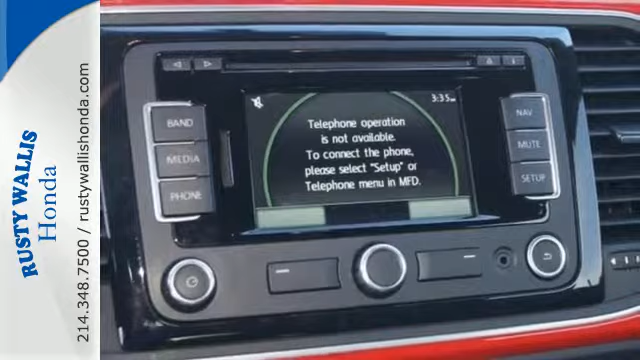 RUSTY WALLIS
Honda
214.348.7500 / rustywallishonda.com
BAND
MEDIA
PHONE
3:35
Telephone operation
is not available.
To connect the phone,
please select "Setup" or
Telephone menu in MFD.
NAV
MUTE
SETUP